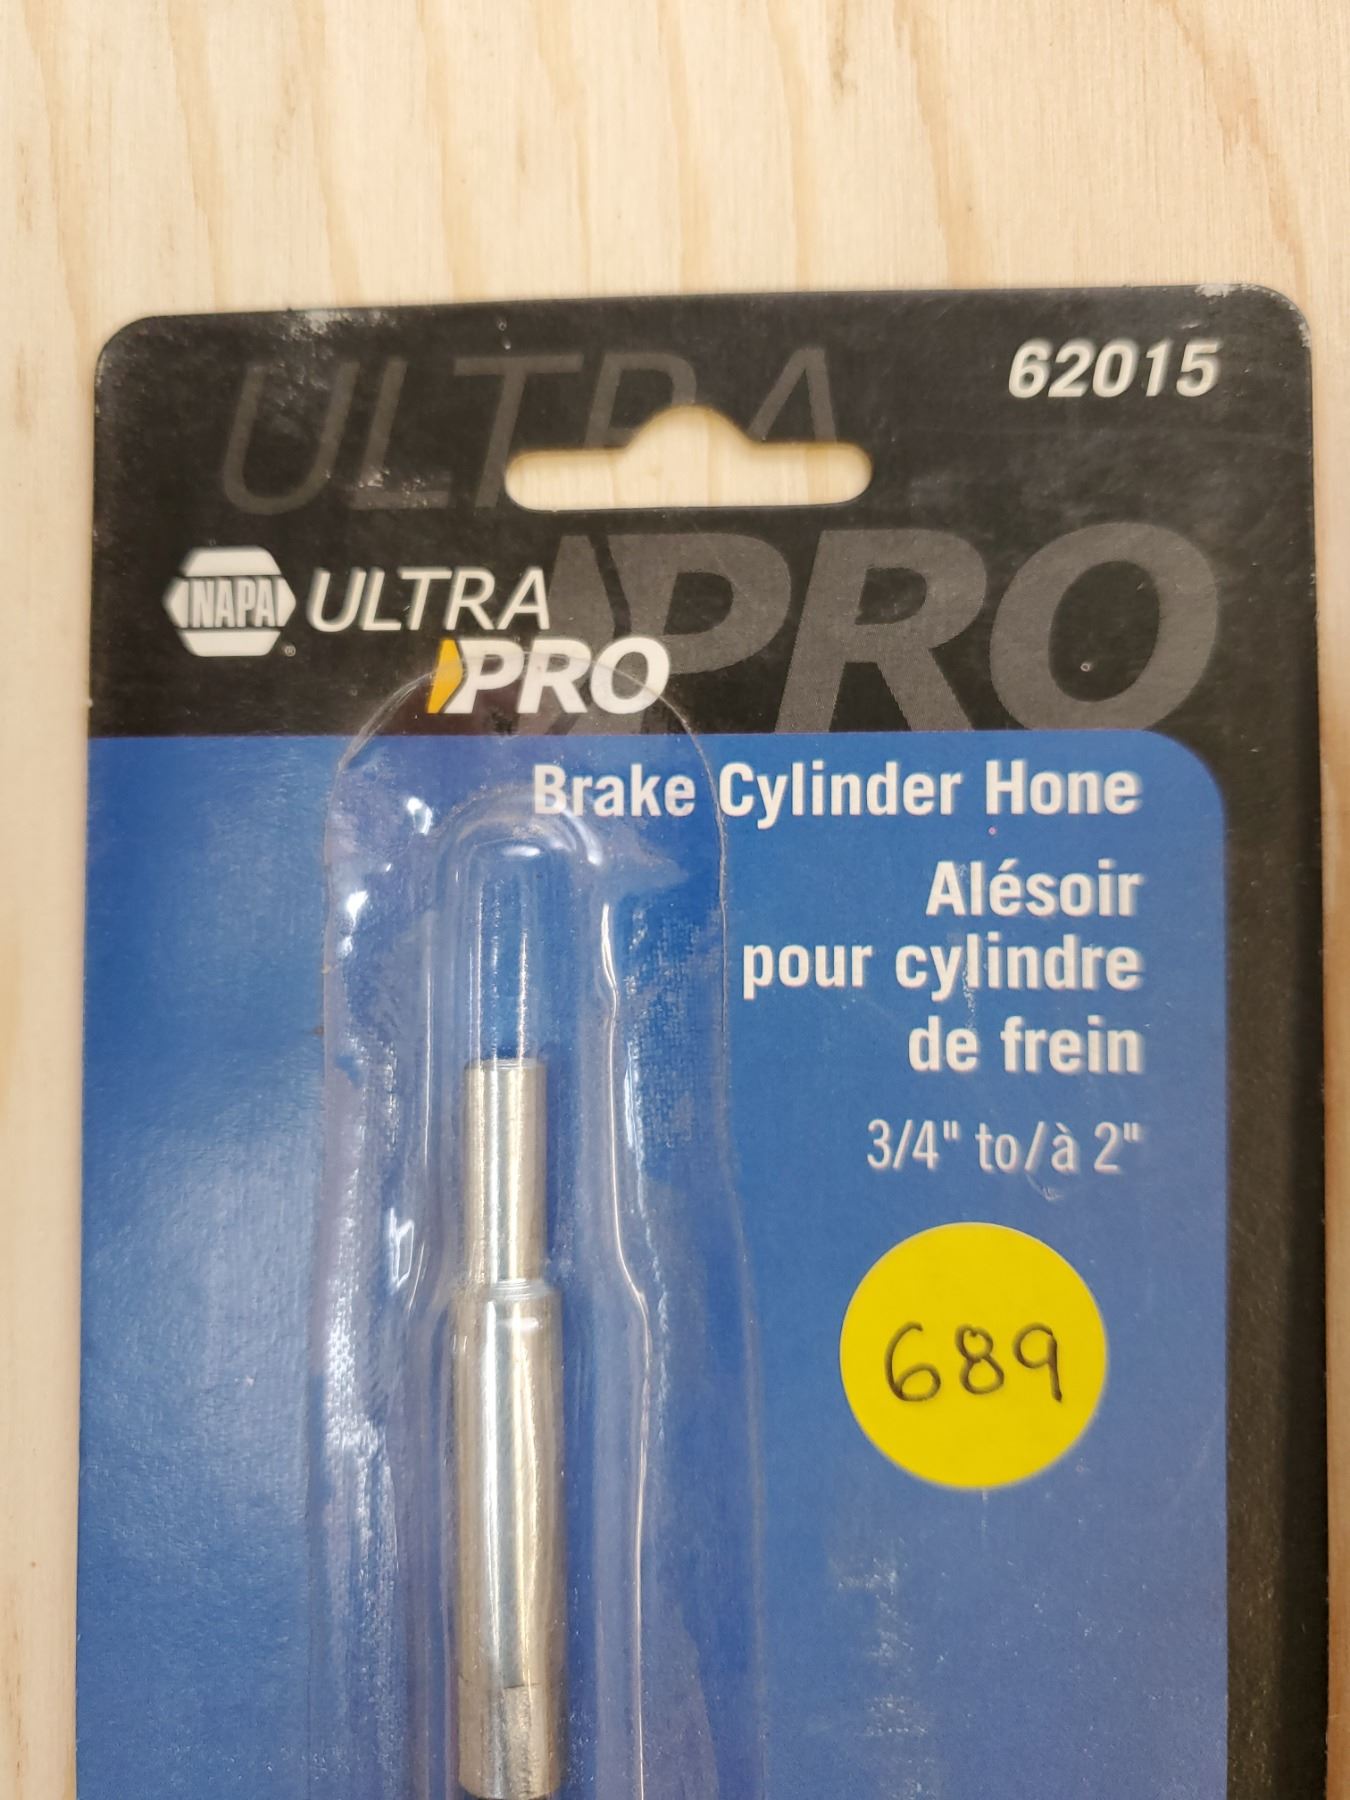 62015
ULTRA
PRO
NAPA ULTRA
PRO
Brake Cylinder Hone
Alésoir
pour cylindre
de frein
3/4" to/à 2"
689